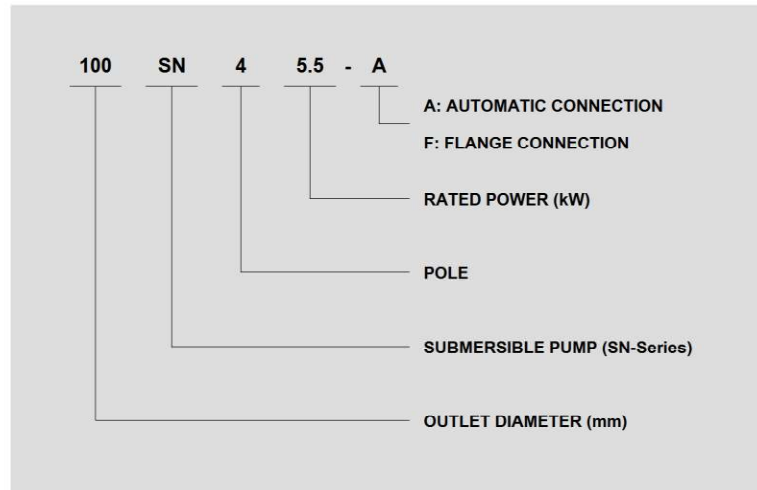 100 SN 4 5.5 - A
A: AUTOMATIC CONNECTION
F: FLANGE CONNECTION
RATED POWER (kW)
POLE
SUBMERSIBLE PUMP (SN-Series)
OUTLET DIAMETER (mm)